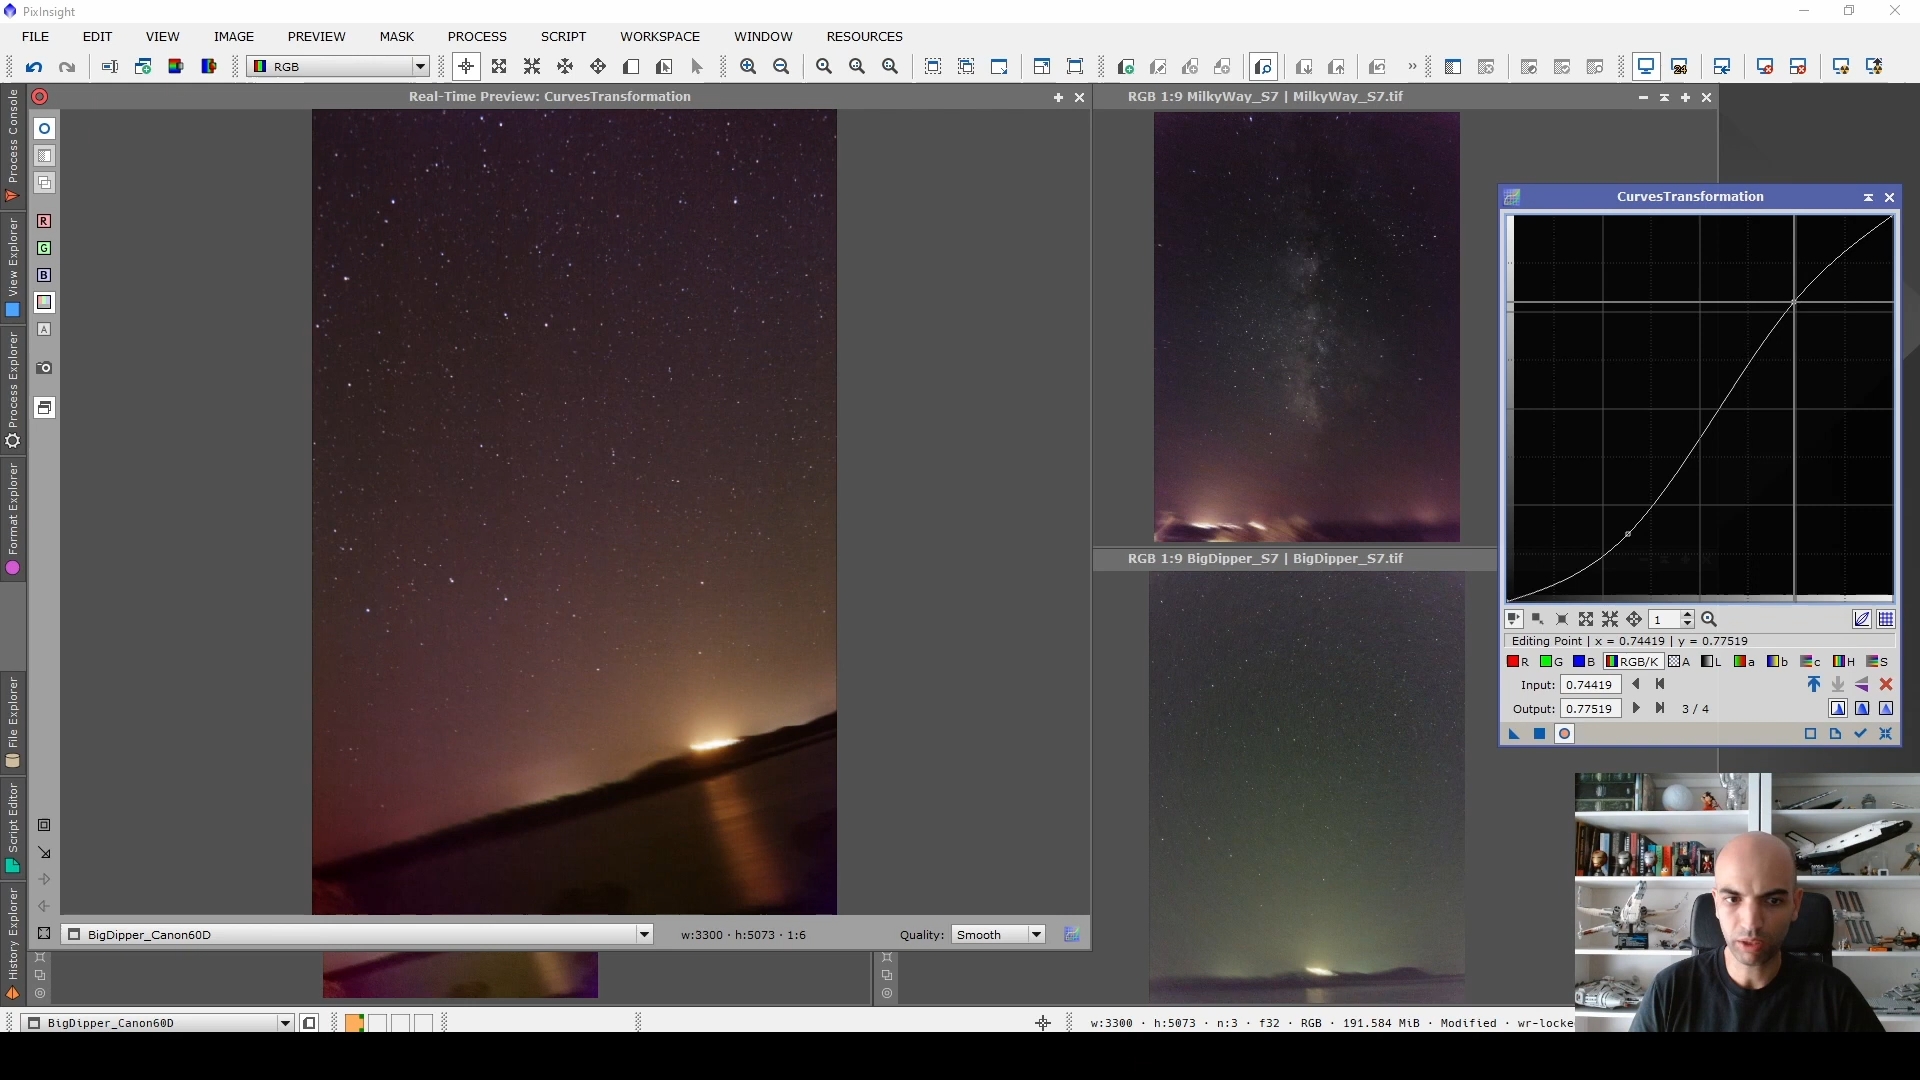 PixInsight
FILE EDIT VIEW IMAGE PREVIEW MASK PROCESS SCRIPT WORKSPACE WINDOW RESOURCES
RGB
24
Real-Time Preview: CurvesTransformation
RGB 1:9 MilkyWay_S7 | MilkyWay_S7.tif
Process Console
View Explorer
Process Explorer
Format Explorer
File Explorer
Script Editor
History Explorer
R
G
B
A
CurvesTransformation
RGB 1:9 BigDipper_S7 | BigDipper_S7.tif
1
Editing Point | x = 0.74419 | y = 0.77519
R G B RGB/K A L a b c H S
Input: 0.74419
Output: 0.77519 3 / 4
BigDipper_Canon60D
w:3300 · h:5073 · 1:6
Quality: Smooth
BigDipper_Canon60D
w:3300 · h:5073 · n:3 · f32 · RGB · 191.584 MiB · Modified · wr-locke